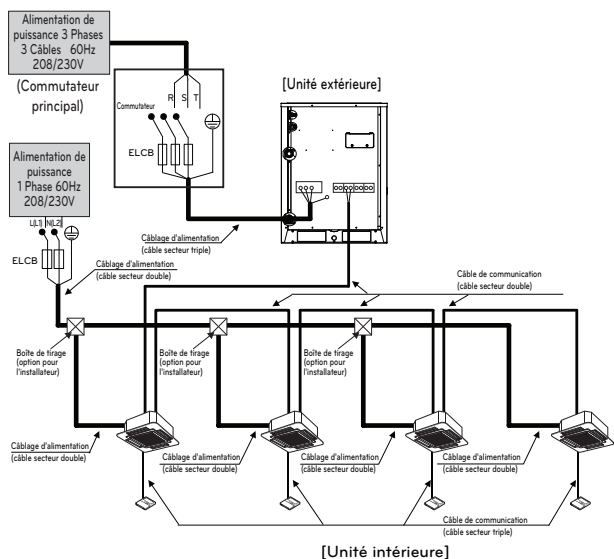 Alimentation de
puissance 3 Phases
3 Câbles 60Hz
208/230V
(Commutateur
principal)
R S T
Commutateur
ELCB
[Unité extérieure]
Alimentation de
puissance
1 Phase 60Hz
208/230V
L(L1) N(L2)
ELCB
Câblage d'alimentation
(câble secteur double)
Câblage d'alimentation
(câble secteur triple)
Câble de communication
(câble secteur double)
Boîte de tirage
(option pour
l'installateur)
Boîte de tirage
(option pour
l'installateur)
Boîte de tirage
(option pour
l'installateur)
Câblage d'alimentation
(câble secteur double)
Câblage d'alimentation
(câble secteur double)
Câblage d'alimentation
(câble secteur double)
Câblage d'alimentation
(câble secteur double)
Câble de communication
(câble secteur triple)
[Unité intérieure]